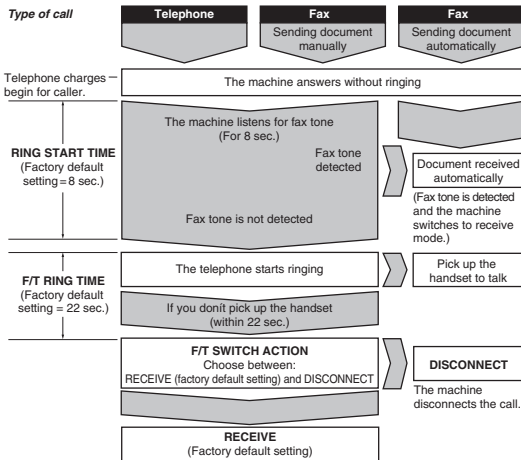 Type of call
Telephone
Fax
Fax
Sending document
manually
Sending document
automatically
Telephone charges
begin for caller.
The machine answers without ringing
The machine listens for fax tone
(For 8 sec.)
RING START TIME
(Factory default
setting=8 sec.)
Fax tone
detected
Document received
automatically
(Fax tone is detected
and the machine
switches to receive
mode.)
Fax tone is not detected
F/T RING TIME
(Factory default
setting = 22 sec.)
The telephone starts ringing
Pick up the
handset to talk
If you donít pick up the handset
(within 22 sec.)
F/T SWITCH ACTION
Choose between:
RECEIVE (factory default setting) and DISCONNECT
DISCONNECT
The machine
disconnects the call.
RECEIVE
(Factory default setting)